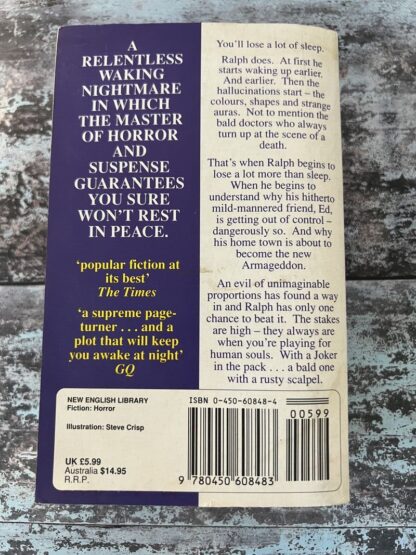 A
RELENTLESS
WAKING
NIGHTMARE
IN WHICH
THE MASTER
OF HORROR
AND
SUSPENSE
GUARANTEES
YOU SURE
WON'T REST
IN PEACE.
'popular fiction at
its best'
The Times
'a supreme page-
turner . . . and a
plot that will keep
you awake at night'
GQ
You'll lose a lot of sleep.
Ralph does. At first he
starts waking up earlier.
And earlier. Then the
hallucinations start – the
colours, shapes and strange
auras. Not to mention the
bald doctors who always
turn up at the scene of a
death.
That's when Ralph begins to
lose a lot more than sleep.
When he begins to
understand why his hitherto
mild-mannered friend, Ed,
is getting out of control –
dangerously so. And why
his home town is about to
become the new
Armageddon.
An evil of unimaginable
proportions has found a way
in and Ralph has only one
chance to beat it. The stakes
are high – they always are
when you're playing for
human souls. With a Joker
in the pack . . . a bald one
with a rusty scalpel.
NEW ENGLISH LIBRARY
Fiction: Horror
Illustration: Steve Crisp
UK £5.99
Australia $14.95
R.R.P.
ISBN 0-450-60848-4
00599
9 780450 608483